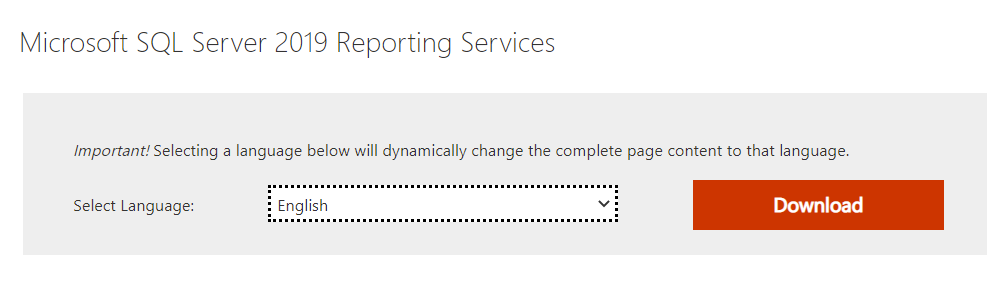 Microsoft SQL Server 2019 Reporting Services
Important! Selecting a language below will dynamically change the complete page content to that language.
Select Language: English Download